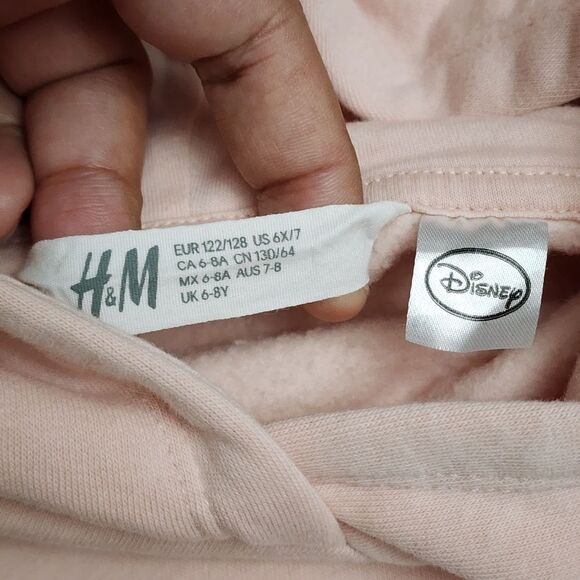 H&M
EUR 122/128 US 6X/7
CA 6-8A CN 130/64
MX 6-8A AUS 7-8
UK 6-8Y
Disney